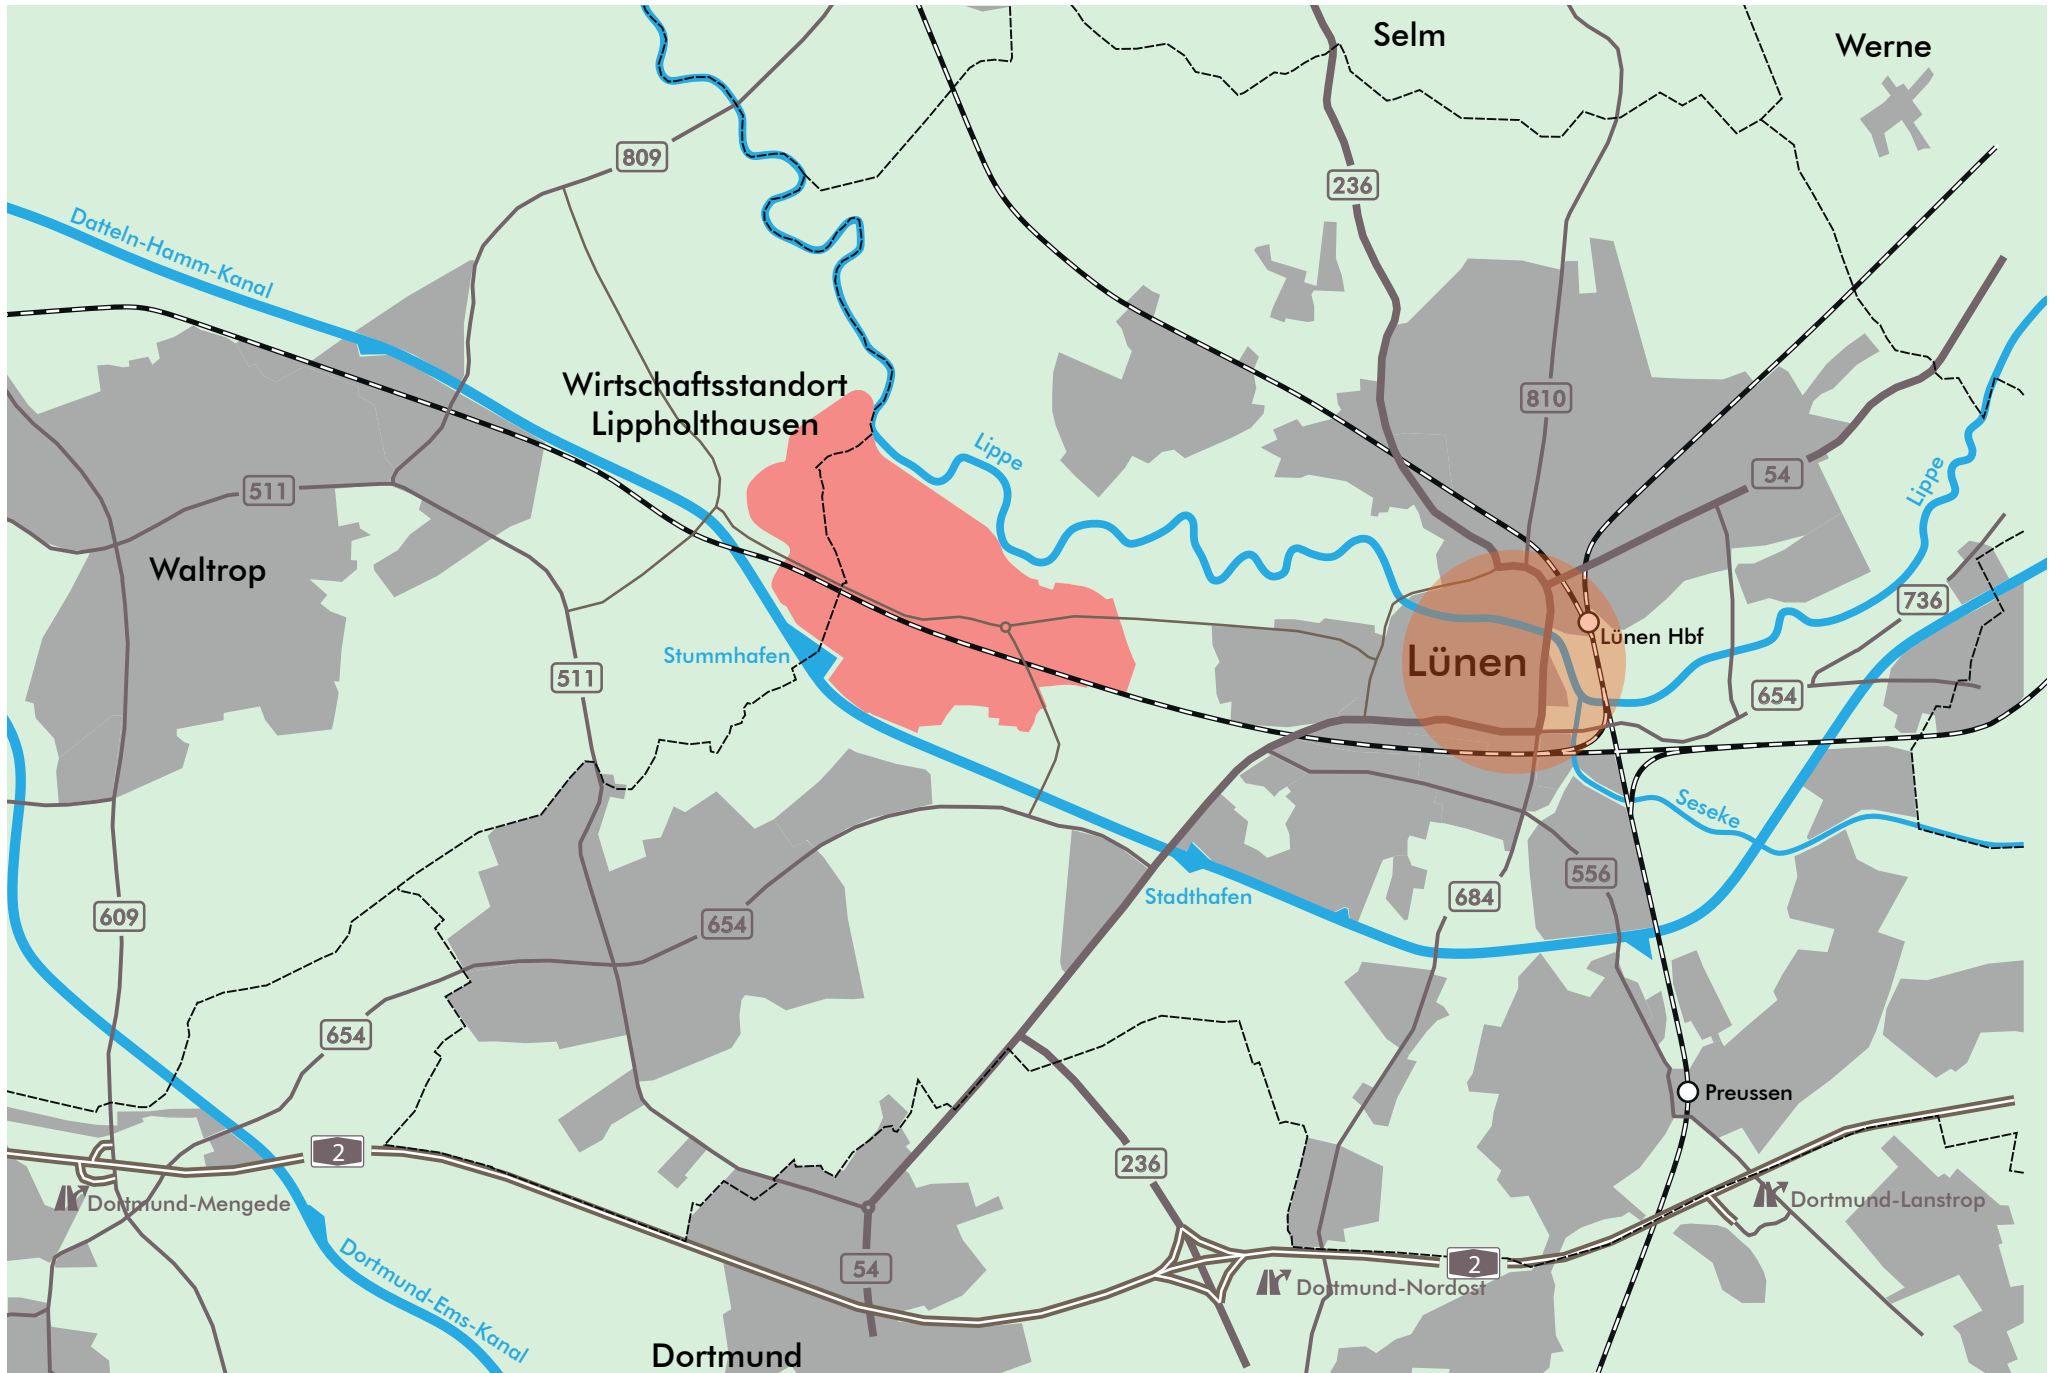 Selm
Werne
809
236
Datteln-Hamm-Kanal
Wirtschaftsstandort
Lippholthausen
810
Lippe
54
Lippe
511
Waltrop
736
Lünen Hbf
Stummhafen
Lünen
511
654
Seseke
556
684
Stadthafen
609
654
654
Preussen
2
236
Dortmund-Mengede
Dortmund-Lanstrop
Dortmund-Ems-Kanal
54
2
Dortmund-Nordost
Dortmund